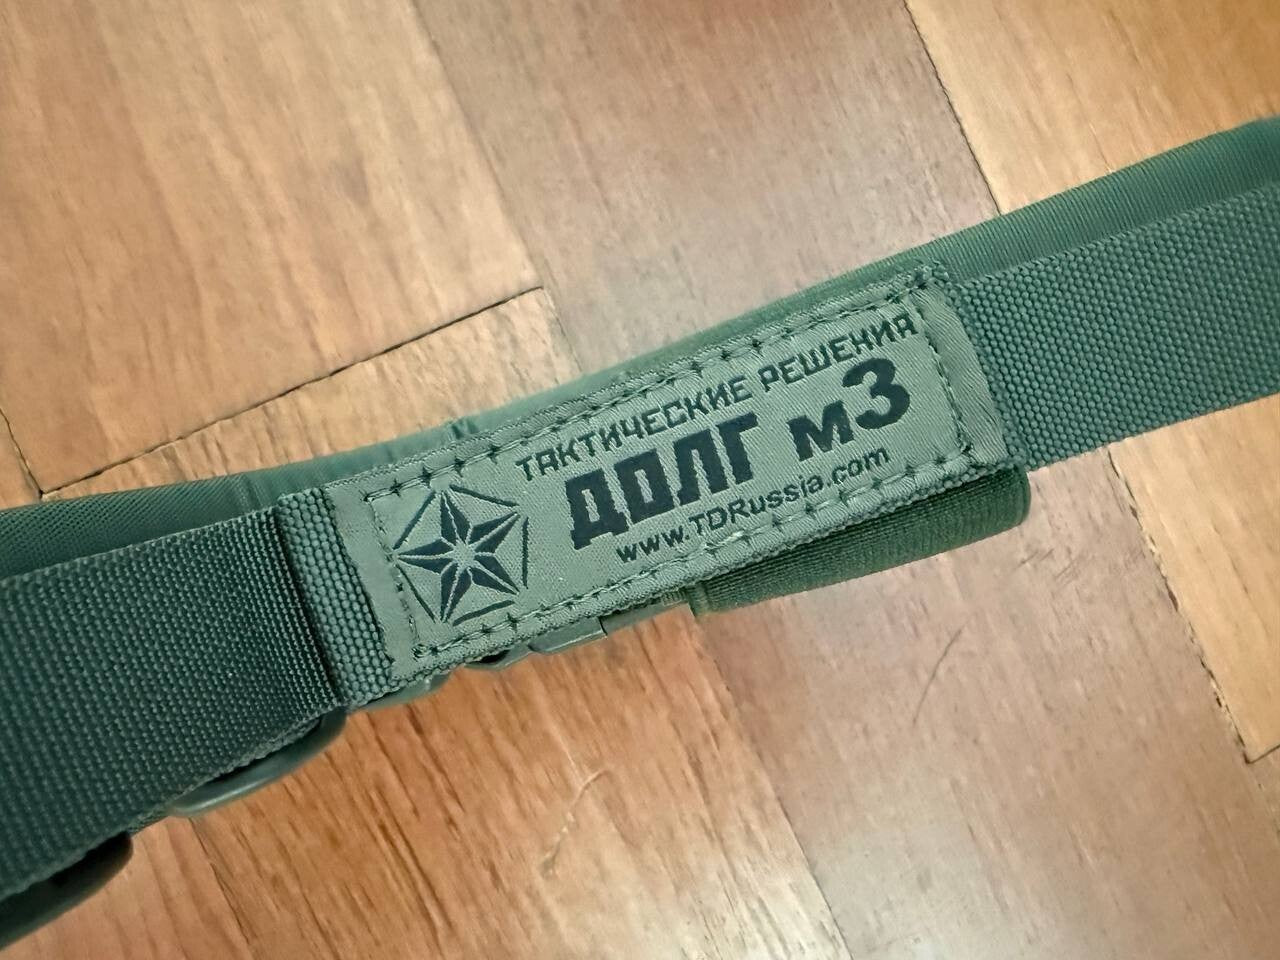 ТАКТИЧЕСКИЕ РЕШЕНИЯ
ДОЛГ м3
www.TDRussia.com